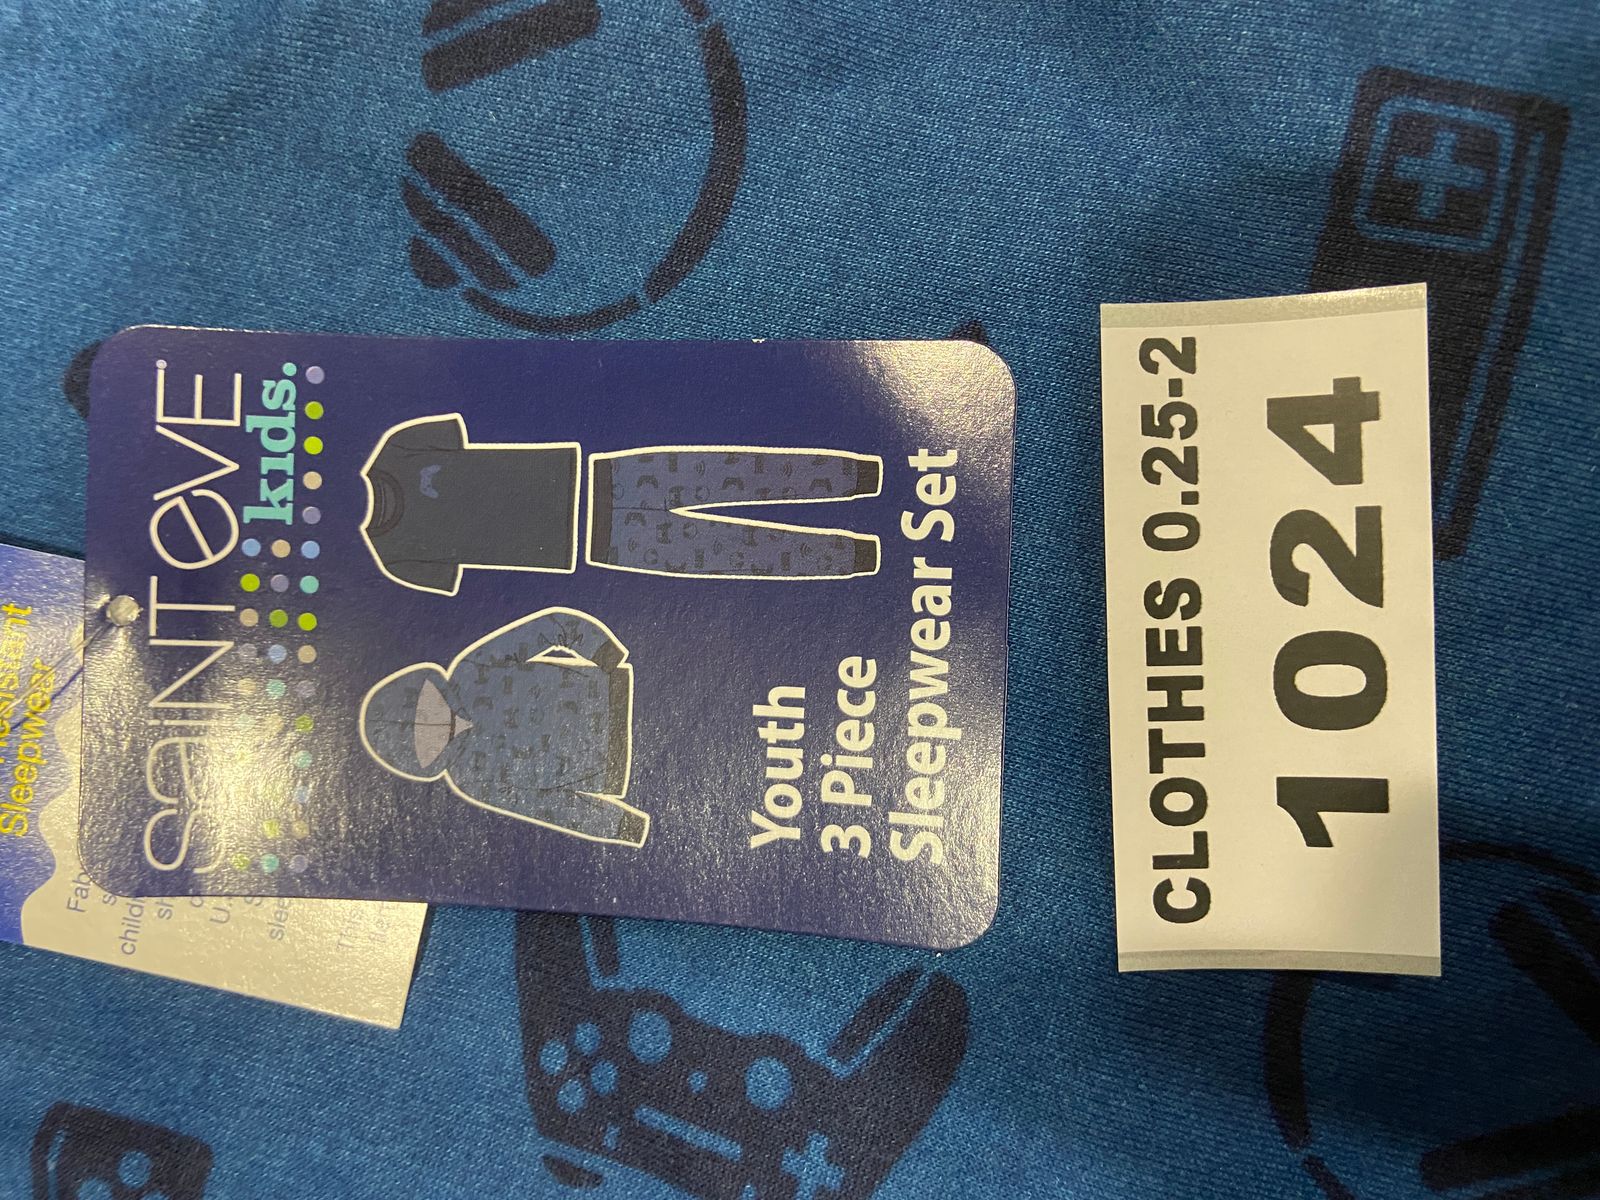 SAINT EVE
kids.
Youth
3 Piece
Sleepwear Set
Sleepwear
CLOTHES 0.25-2
1024